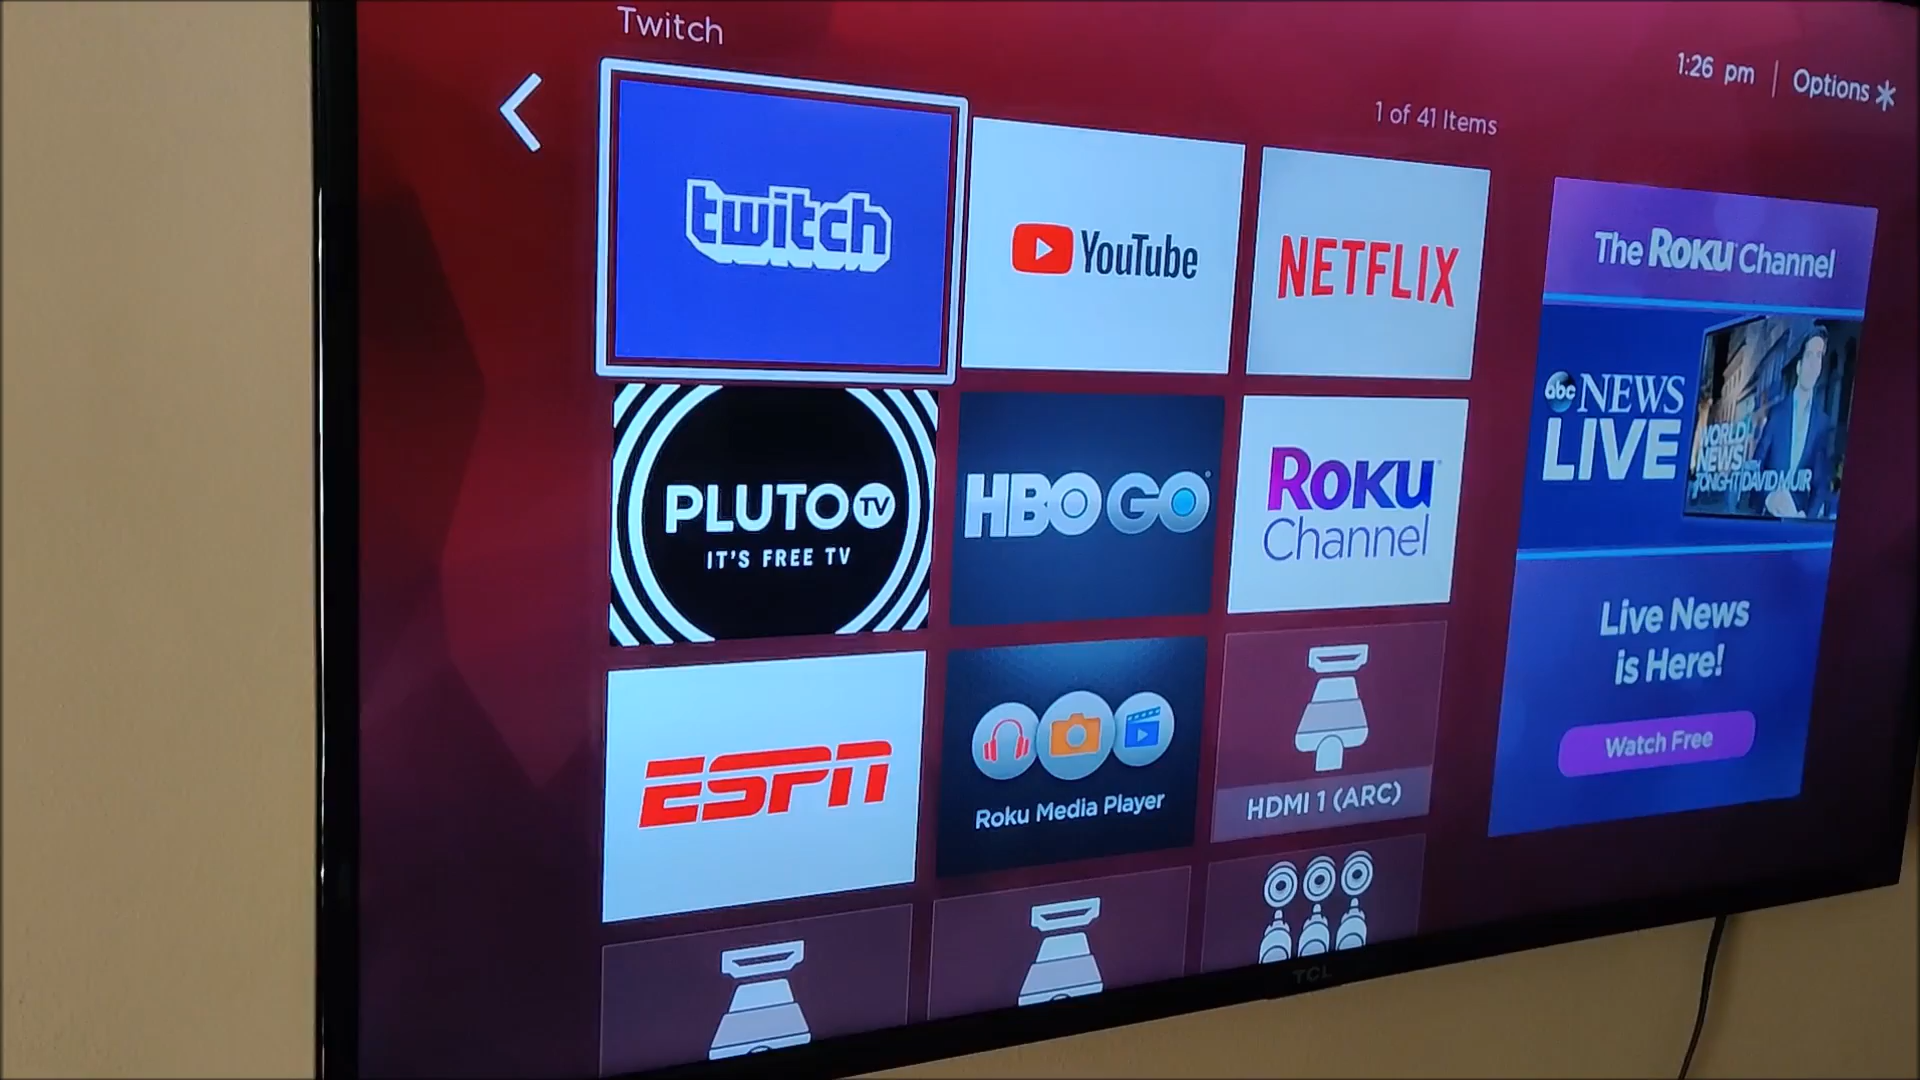 Twitch
1:26 pm | Options
1 of 41 Items
twitch
YouTube
NETFLIX
PLUTO TV
IT'S FREE TV
HBO GO
Roku
Channel
ESPN
Roku Media Player
HDMI 1 (ARC)
The Roku Channel
abc NEWS
LIVE
WORLD
NEWS
TONIGHT DAVID MUIR
Live News
is Here!
Watch Free
TCL